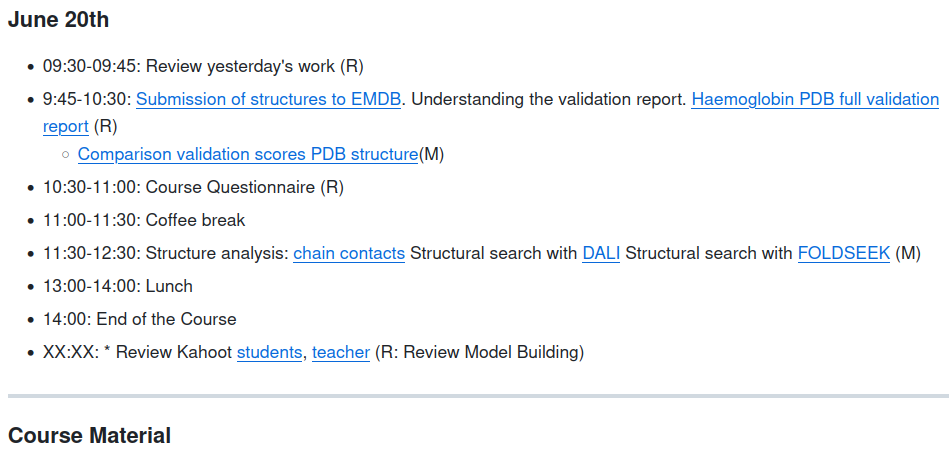 June 20th
• 09:30-09:45: Review yesterday's work (R)
• 9:45-10:30: Submission of structures to EMDB. Understanding the validation report. Haemoglobin PDB full validation
report (R)
○ Comparison validation scores PDB structure(M)
• 10:30-11:00: Course Questionnaire (R)
• 11:00-11:30: Coffee break
• 11:30-12:30: Structure analysis: chain contacts Structural search with DALI Structural search with FOLDSEEK (M)
• 13:00-14:00: Lunch
• 14:00: End of the Course
• XX:XX: * Review Kahoot students, teacher (R: Review Model Building)
Course Material